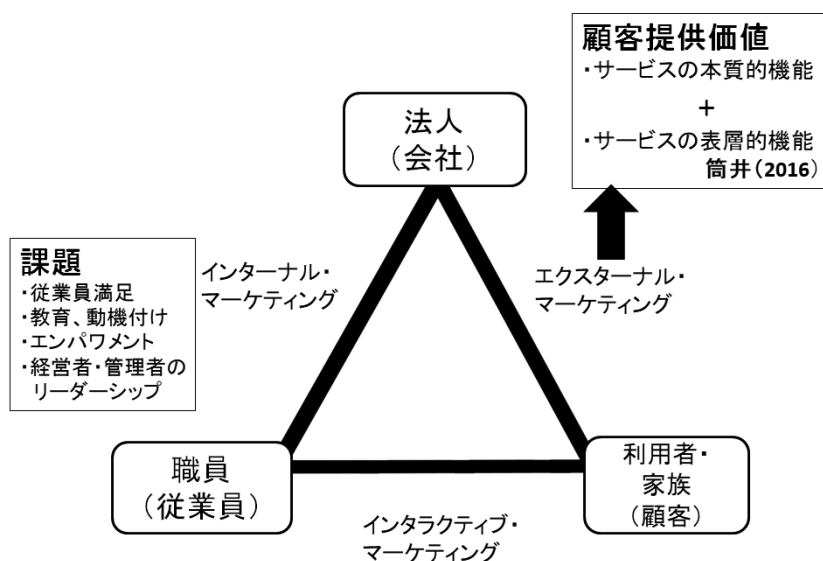 顧客提供価値
・サービスの本質的機能
+
・サービスの表層的機能
筒井(2016)
法人
(会社)
課題
・従業員満足
・教育、動機付け
・エンパワメント
・経営者・管理者の
リーダーシップ
インターナル・
マーケティング
エクスターナル・
マーケティング
職員
(従業員)
利用者・
家族
(顧客)
インタラクティブ・
マーケティング